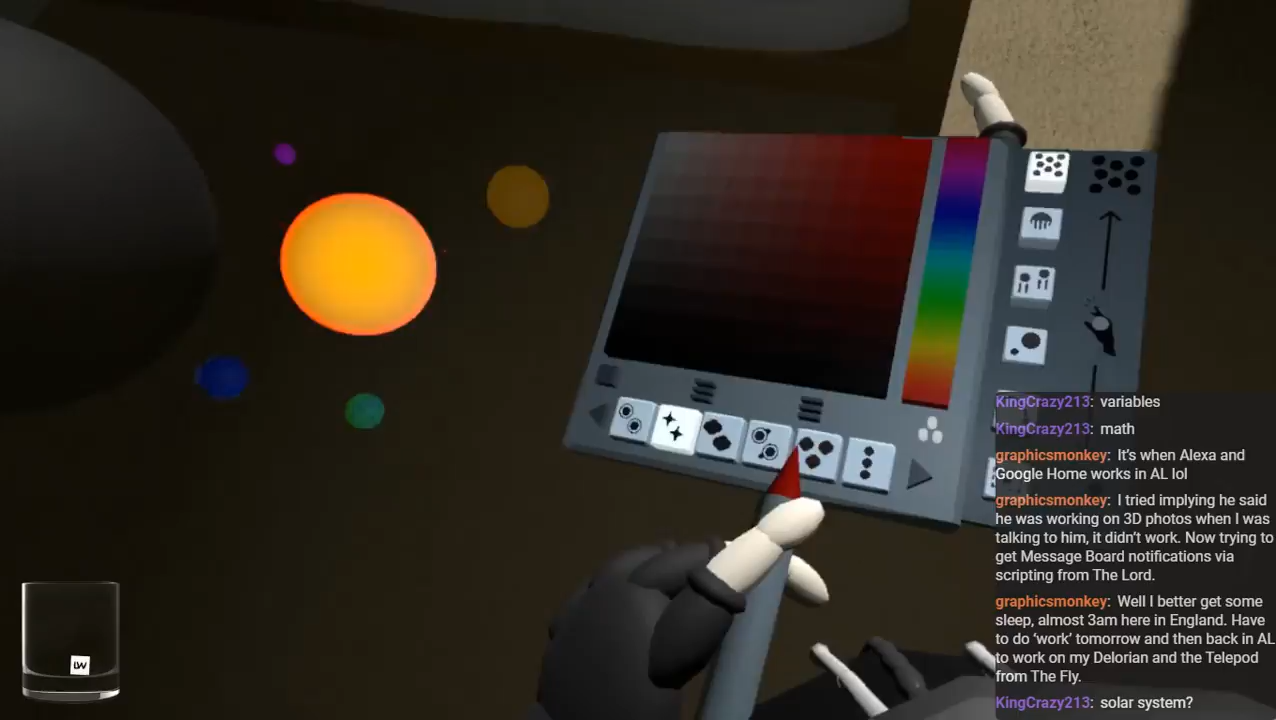 KingCrazy213: variables
KingCrazy213: math
graphicsmonkey: It's when Alexa and
Google Home works in AL lol
graphicsmonkey: I tried implying he said
he was working on 3D photos when I was
talking to him, it didn't work. Now trying to
get Message Board notifications via
scripting from The Lord.
graphicsmonkey: Well I better get some
sleep, almost 3am here in England. Have
to do ‘work’ tomorrow and then back in AL
to work on my Delorian and the Telepod
from The Fly.
KingCrazy213: solar system?
LW